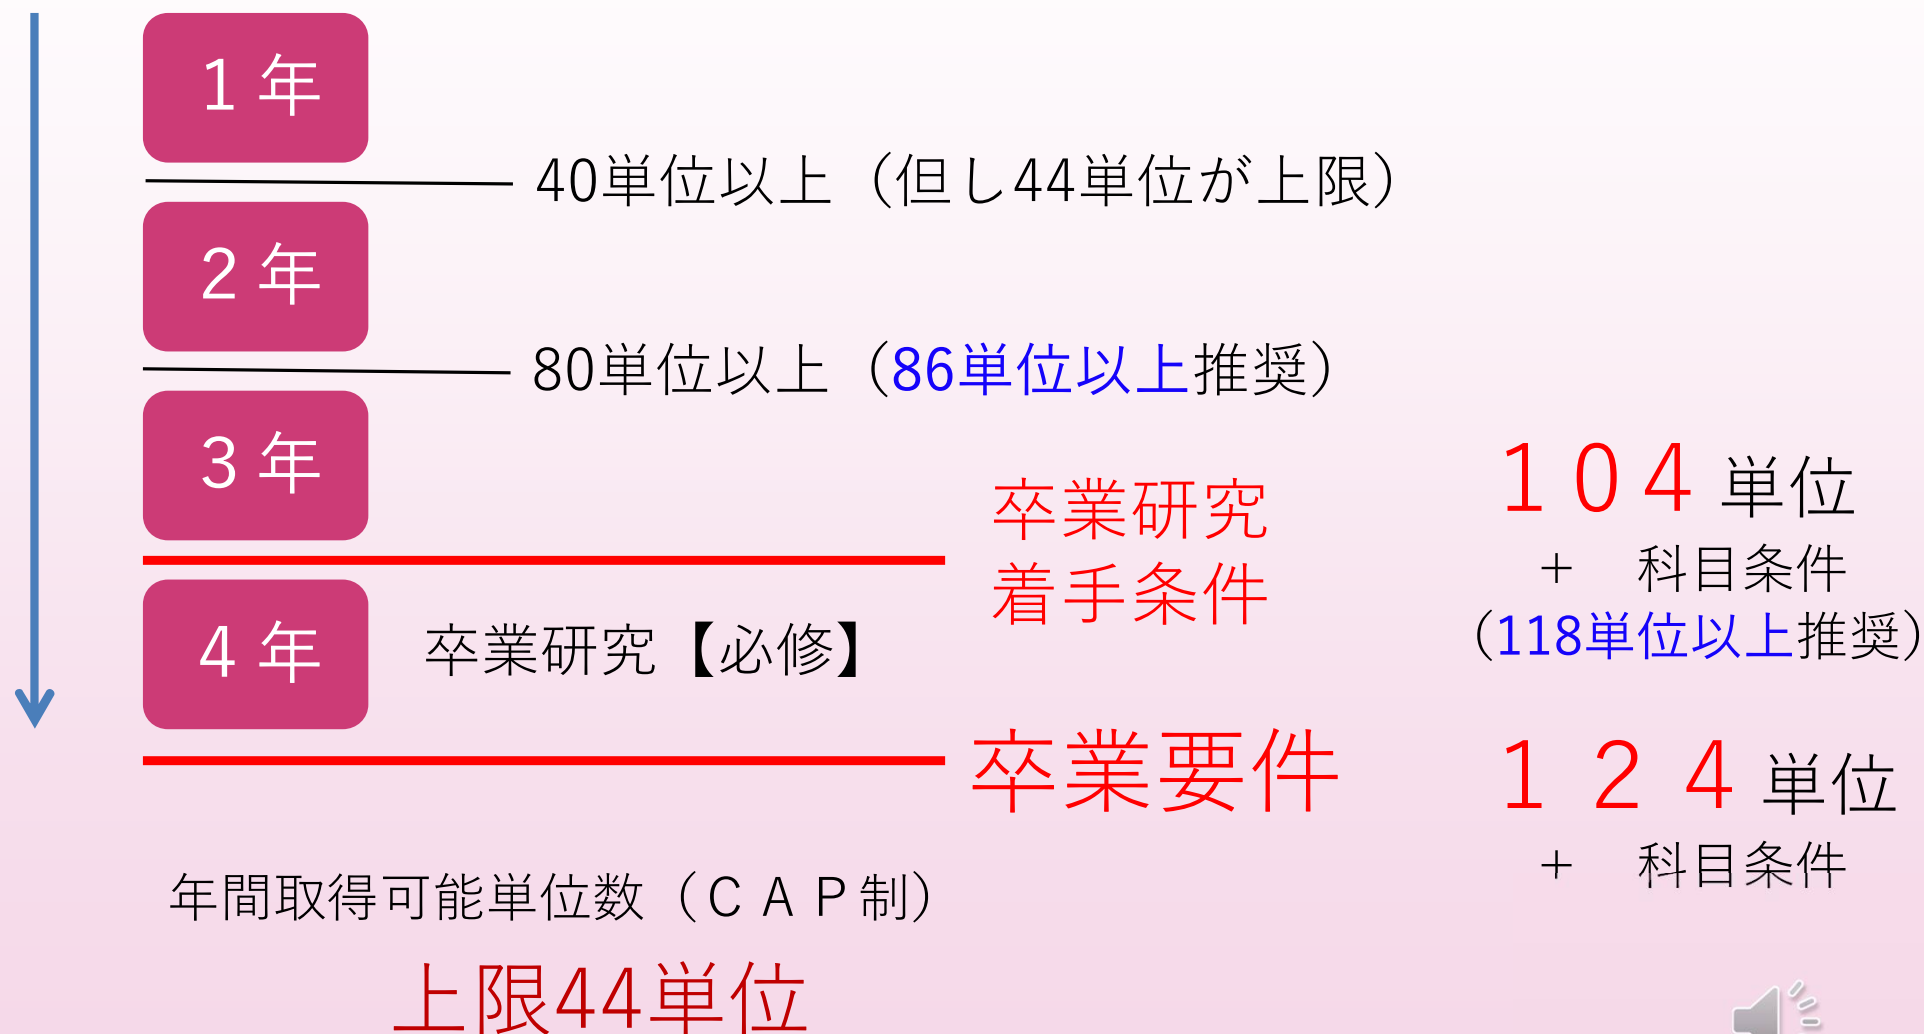 １年
40単位以上（但し44単位が上限）
２年
80単位以上（86単位以上推奨）
３年
卒業研究
着手条件
１０４単位
+　科目条件
（118単位以上推奨）
４年
卒業研究【必修】
卒業要件
１２４単位
+　科目条件
年間取得可能単位数（ＣＡＰ制）
上限44単位